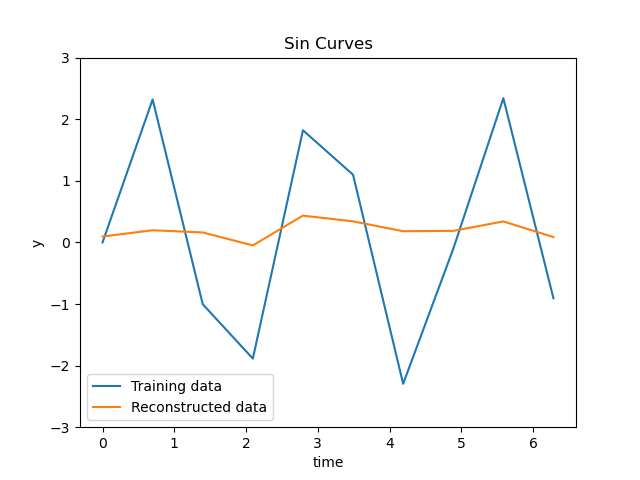 Sin Curves
3
2
1
0
−1
−2
−3
y
Training data
Reconstructed data
0 1 2 3 4 5 6
time